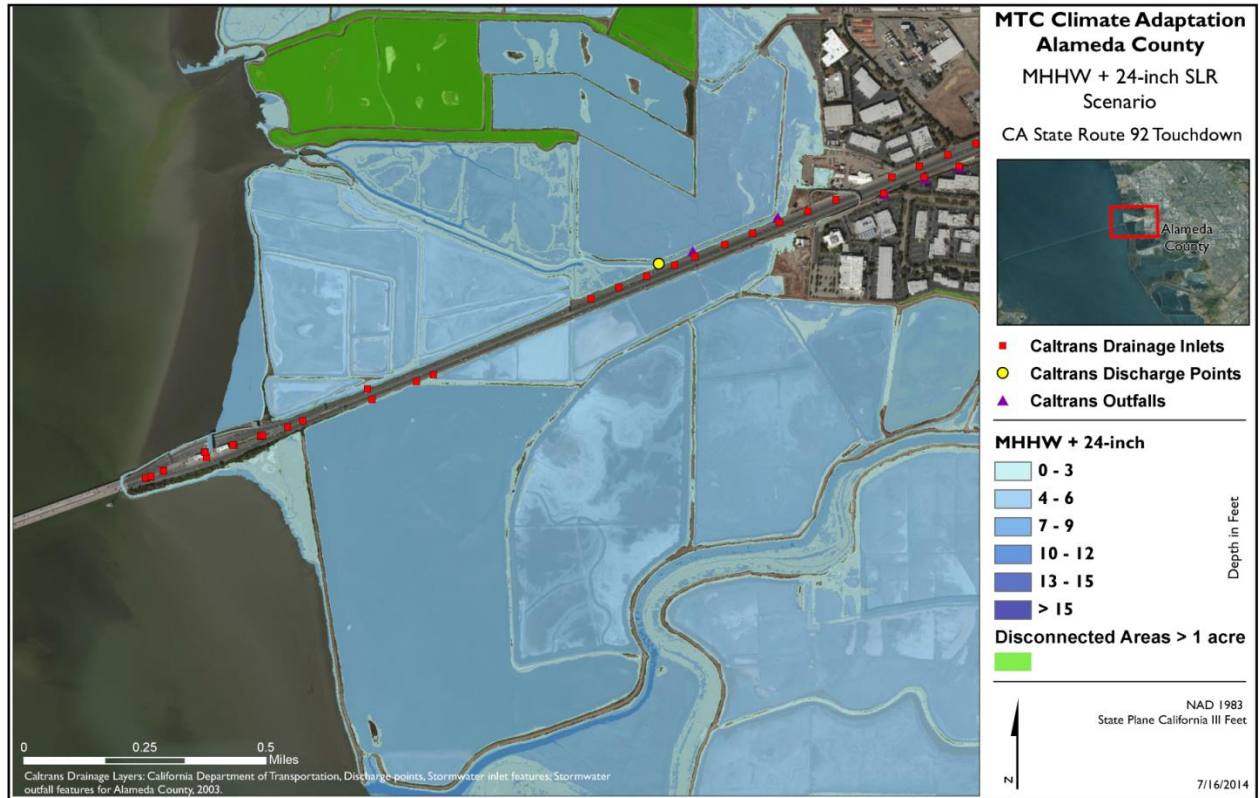 MTC Climate Adaptation
Alameda County
MHHW + 24-inch SLR
Scenario
CA State Route 92 Touchdown
Alameda
County
Caltrans Drainage Inlets
Caltrans Discharge Points
Caltrans Outfalls
MHHW + 24-inch
0 - 3
4 - 6
7 - 9
10 - 12
13 - 15
> 15
Depth in Feet
Disconnected Areas > 1 acre
N
NAD 1983
State Plane California III Feet
7/16/2014
0 0.25 0.5
Miles
Caltrans Drainage Layers: California Department of Transportation, Discharge points, Stormwater inlet features; Stormwater
outfall features for Alameda County, 2003.